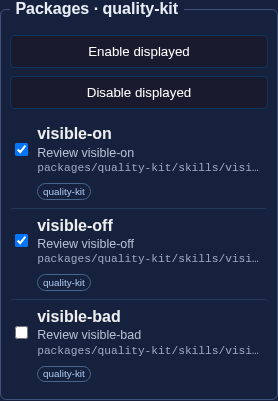 Packages · quality-kit
Enable displayed
Disable displayed
visible-on
Review visible-on
packages/quality-kit/skills/visi…
quality-kit
visible-off
Review visible-off
packages/quality-kit/skills/visi…
quality-kit
visible-bad
Review visible-bad
packages/quality-kit/skills/visi…
quality-kit